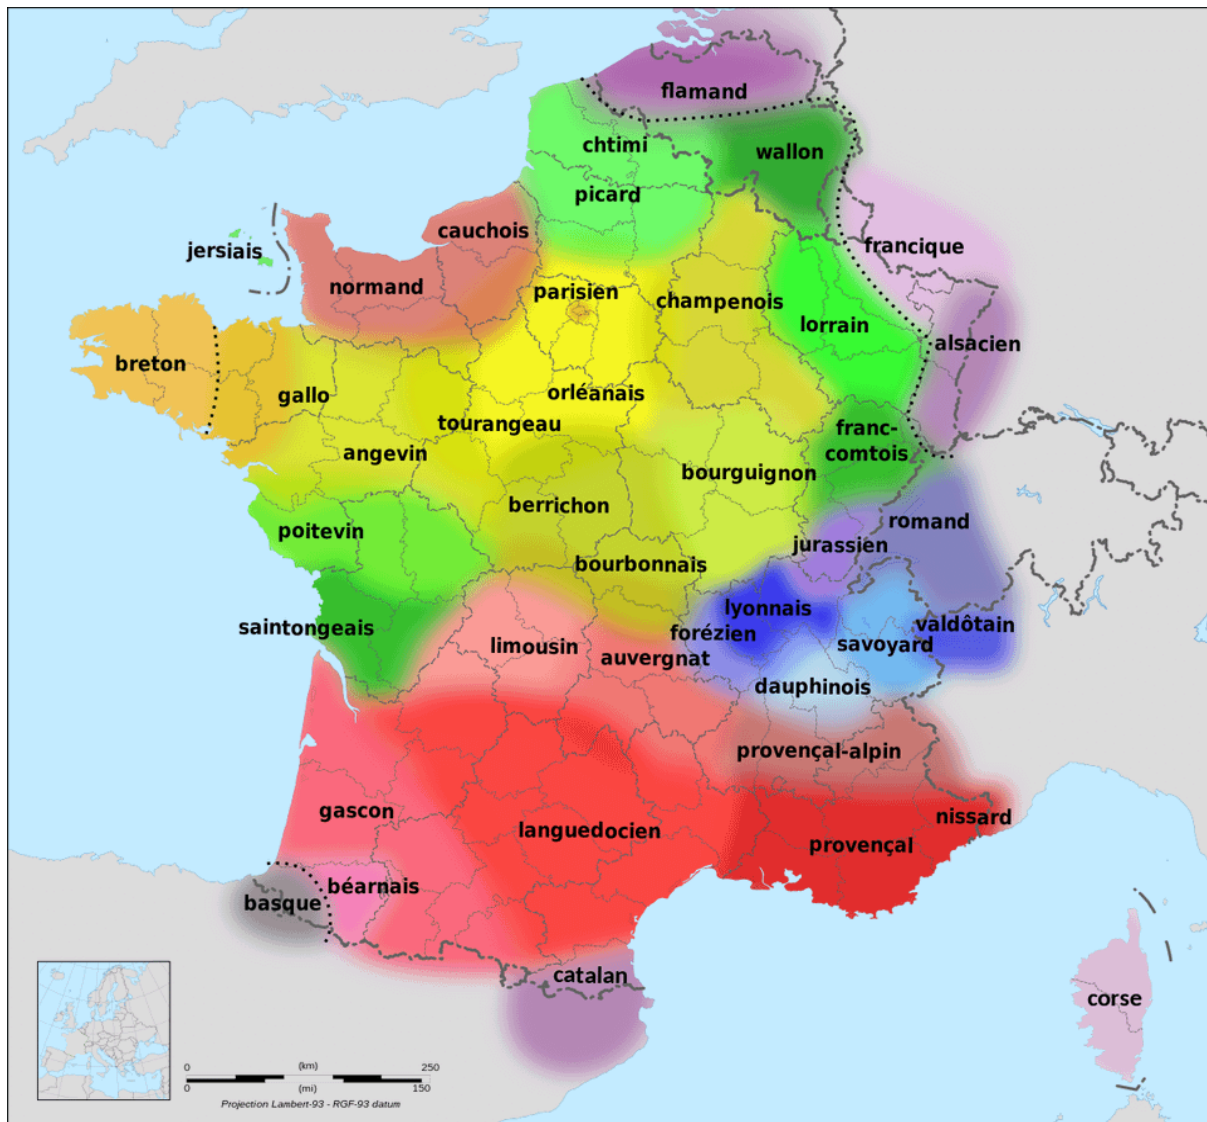 flamand
chtimi
wallon
picard
cauchois
jersiais
francique
normand
parisien
champenois
lorrain
alsacien
breton
gallo
orléanais
tourangeau
franc-
comtois
angevin
bourguignon
berrichon
romand
poitevin
jurassien
bourbonnais
lyonnais
valdôtain
saintongeais
forézien
limousin
savoyard
auvergnat
dauphinois
provençal-alpin
gascon
nissard
languedocien
provençal
béarnais
basque
catalan
corse
0 (km) 250
0 (mi) 150
Projection Lambert-93 - RGF-93 datum